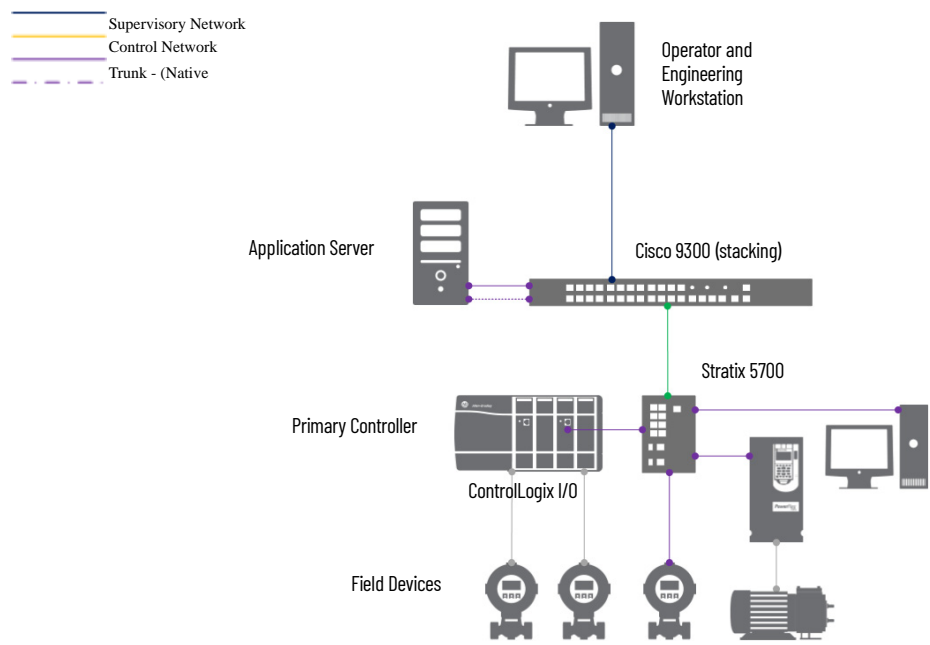 Supervisory Network
Control Network
Trunk - (Native
Operator and
Engineering
Workstation
Application Server
Cisco 9300 (stacking)
Stratix 5700
Primary Controller
ControlLogix I/O
Field Devices